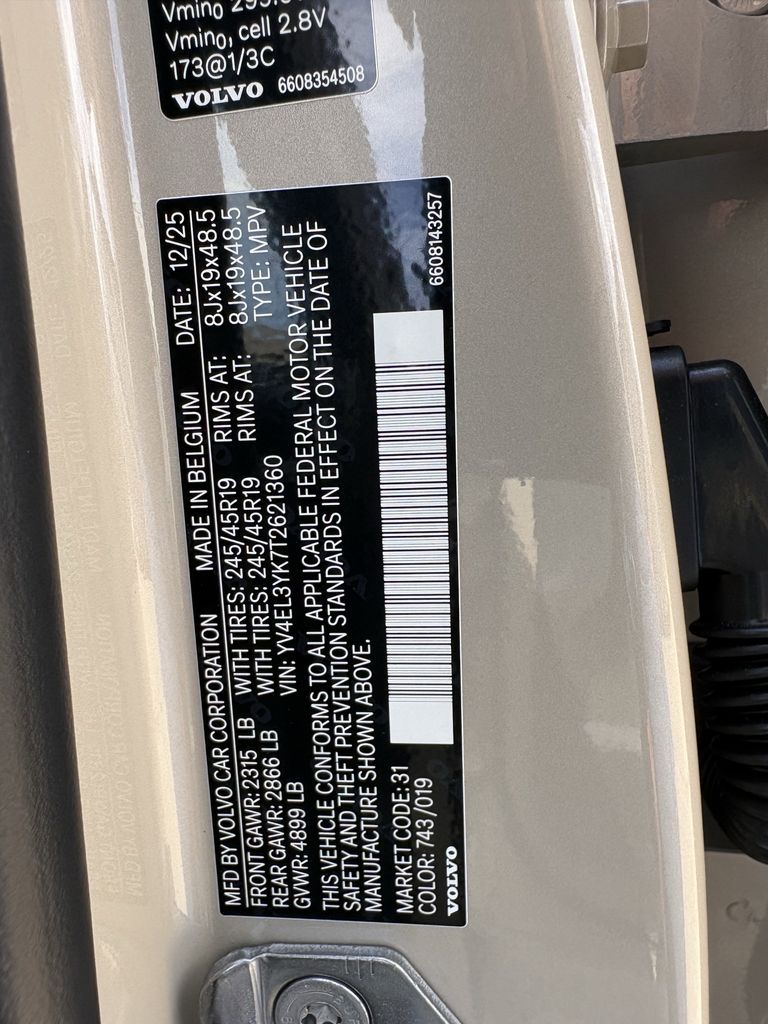 Vmin0, cell 2.8V
173@1/3C
VOLVO 6608354508
MFD BY VOLVO CAR CORPORATION MADE IN BELGIUM DATE: 12/25
FRONT GAWR: 2315 LB WITH TIRES: 245/45R19 RIMS AT: 8Jx19x48.5
REAR GAWR: 2866 LB WITH TIRES: 245/45R19 RIMS AT: 8Jx19x48.5
GVWR: 4899 LB VIN: YV4EL3YK7T2621360 TYPE: MPV
THIS VEHICLE CONFORMS TO ALL APPLICABLE FEDERAL MOTOR VEHICLE
SAFETY AND THEFT PREVENTION STANDARDS IN EFFECT ON THE DATE OF
MANUFACTURE SHOWN ABOVE.
MARKET CODE: 31
COLOR: 743 /019
VOLVO 6608143257